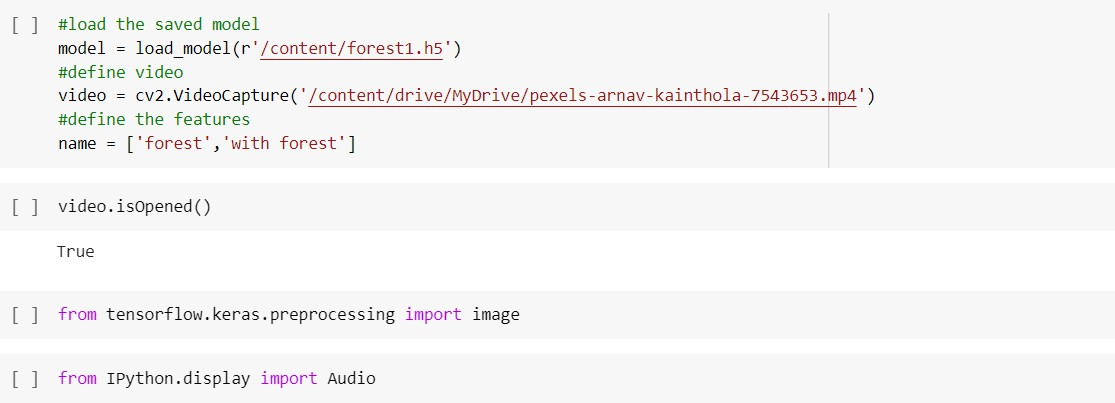 [ ] #load the saved model
model = load_model(r'/content/forest1.h5')
#define video
video = cv2.VideoCapture('/content/drive/MyDrive/pexels-arnav-kainthola-7543653.mp4')
#define the features
name = ['forest','with forest']
[ ] video.isOpened()
True
[ ] from tensorflow.keras.preprocessing import image
[ ] from IPython.display import Audio